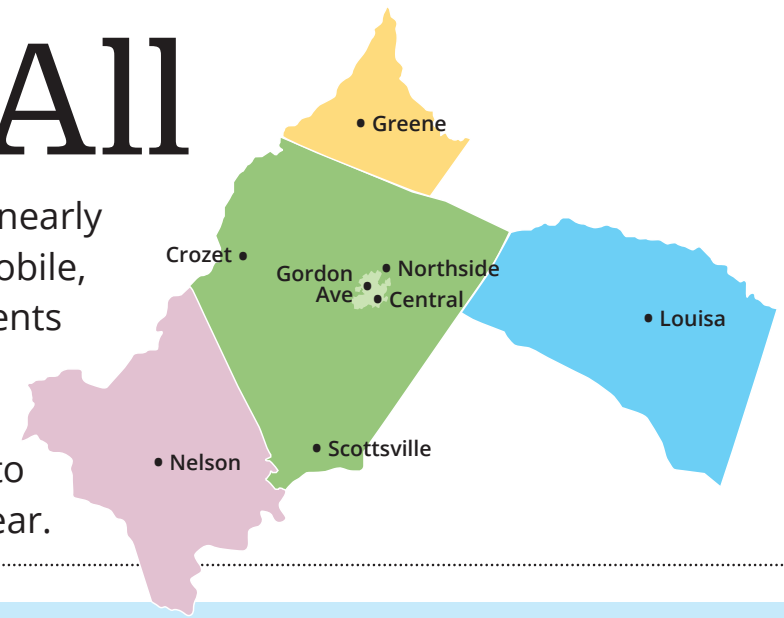 All
nearly
obile,
ents
to
ear.
Greene
Crozet
Northside
Gordon
Ave
Central
Louisa
Scottsville
Nelson